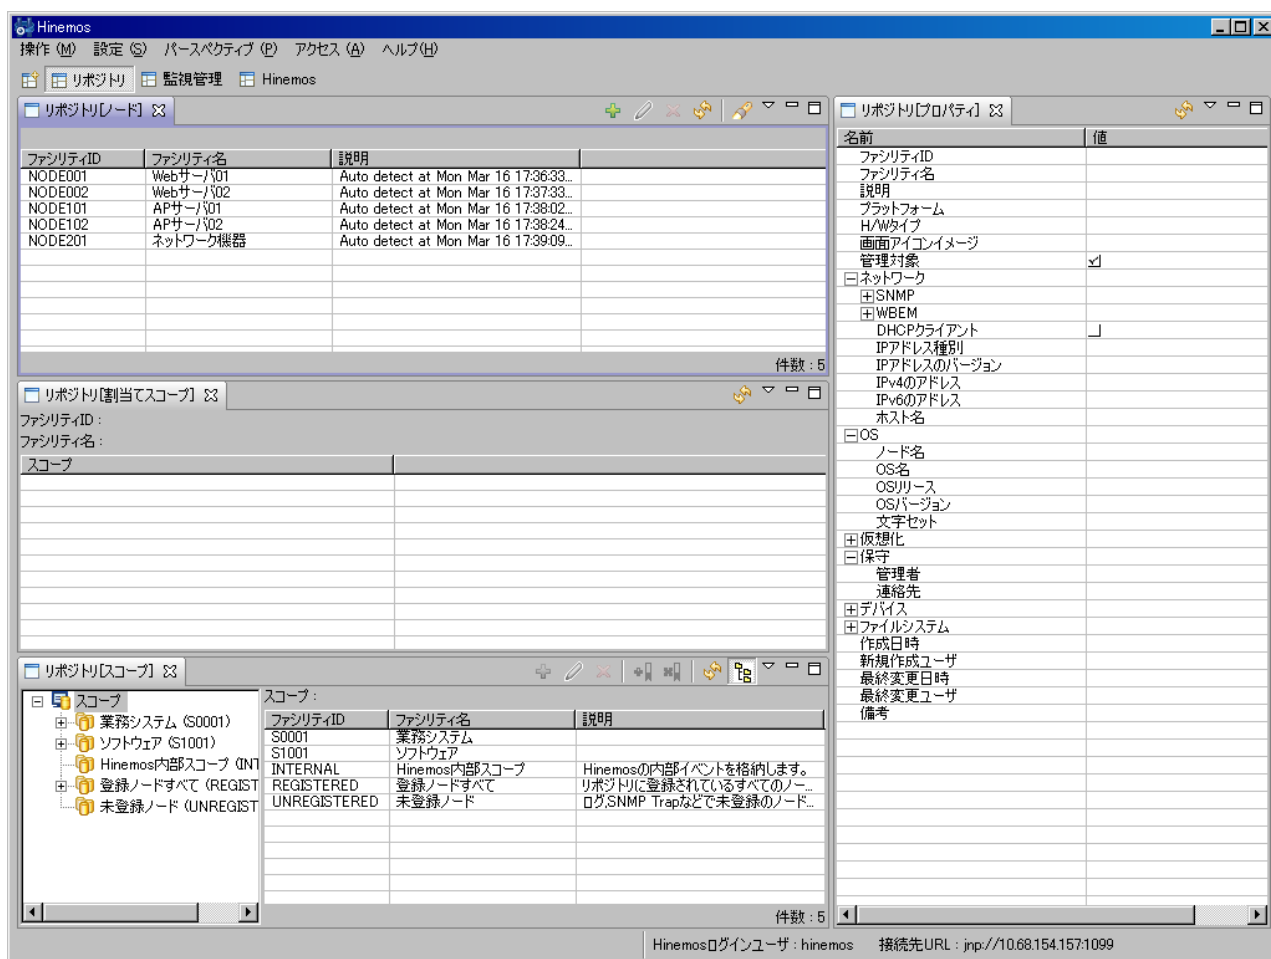 Hinemos
操作 (M) 設定 (S) パースペクティブ (P) アクセス (A) ヘルプ(H)
リポジトリ 監視管理 Hinemos
リポジトリ[ノード]
ファシリティID ファシリティ名 説明
NODE001 Webサーバ01 Auto detect at Mon Mar 16 17:36:33...
NODE002 Webサーバ02 Auto detect at Mon Mar 16 17:37:33...
NODE101 APサーバ01 Auto detect at Mon Mar 16 17:38:02...
NODE102 APサーバ02 Auto detect at Mon Mar 16 17:38:24...
NODE201 ネットワーク機器 Auto detect at Mon Mar 16 17:39:09...
件数 : 5
リポジトリ[割当てスコープ]
ファシリティID :
ファシリティ名 :
スコープ
リポジトリ[スコープ]
スコープ
業務システム (S0001)
ソフトウェア (S1001)
Hinemos内部スコープ (INT
登録ノードすべて (REGIST
未登録ノード (UNREGIST
スコープ :
ファシリティID ファシリティ名 説明
S0001 業務システム
S1001 ソフトウェア
INTERNAL Hinemos内部スコープ Hinemosの内部イベントを格納します。
REGISTERED 登録ノードすべて リポジトリに登録されているすべてのノー...
UNREGISTERED 未登録ノード ログ,SNMP Trapなどで未登録のノード...
件数 : 5
リポジトリ[プロパティ]
名前 値
ファシリティID
ファシリティ名
説明
プラットフォーム
H/Wタイプ
画面アイコンイメージ
管理対象
ネットワーク
SNMP
WBEM
DHCPクライアント
IPアドレス種別
IPアドレスのバージョン
IPv4のアドレス
IPv6のアドレス
ホスト名
OS
ノード名
OS名
OSリリース
OSバージョン
文字セット
仮想化
保守
管理者
連絡先
デバイス
ファイルシステム
作成日時
新規作成ユーザ
最終変更日時
最終変更ユーザ
備考
Hinemosログインユーザ : hinemos 接続先URL : jnp://10.68.154.157:1099